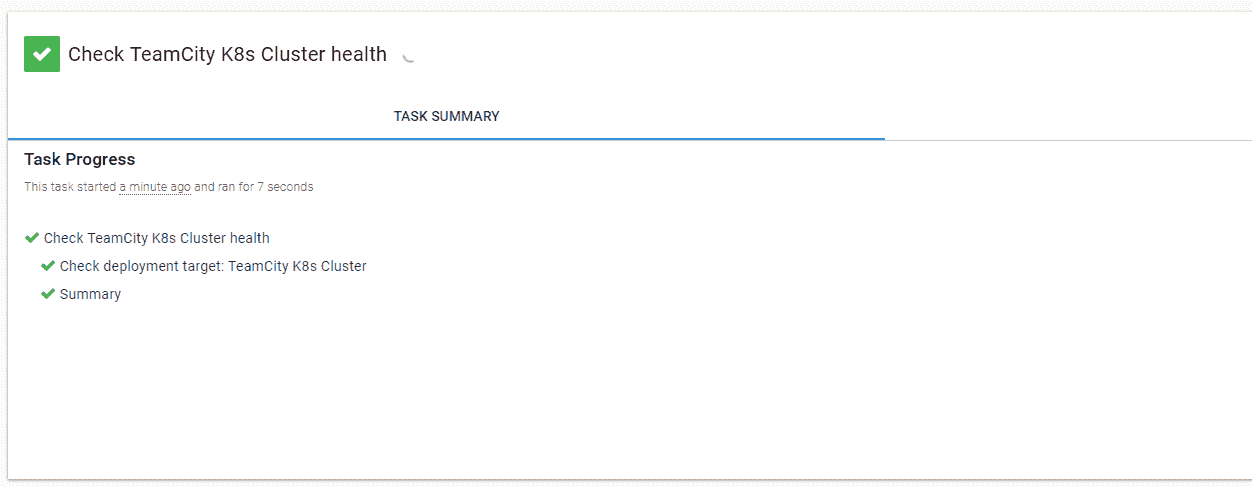 Check TeamCity K8s Cluster health
TASK SUMMARY
Task Progress
This task started a minute ago and ran for 7 seconds
Check TeamCity K8s Cluster health
Check deployment target: TeamCity K8s Cluster
Summary